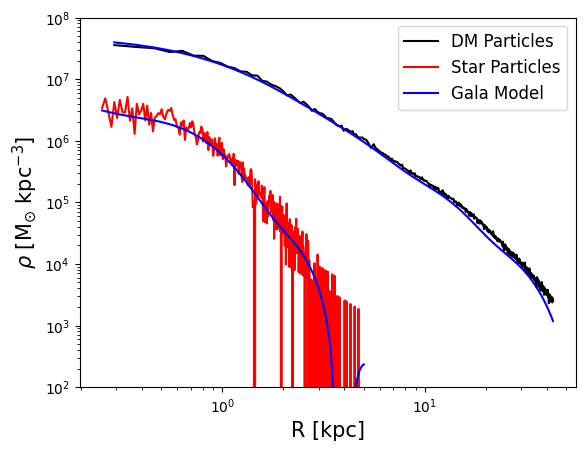 10⁸
10⁷
10⁶
10⁵
10⁴
10³
10²
ρ [M⊙ kpc⁻³]
DM Particles
Star Particles
Gala Model
10⁰
10¹
R [kpc]